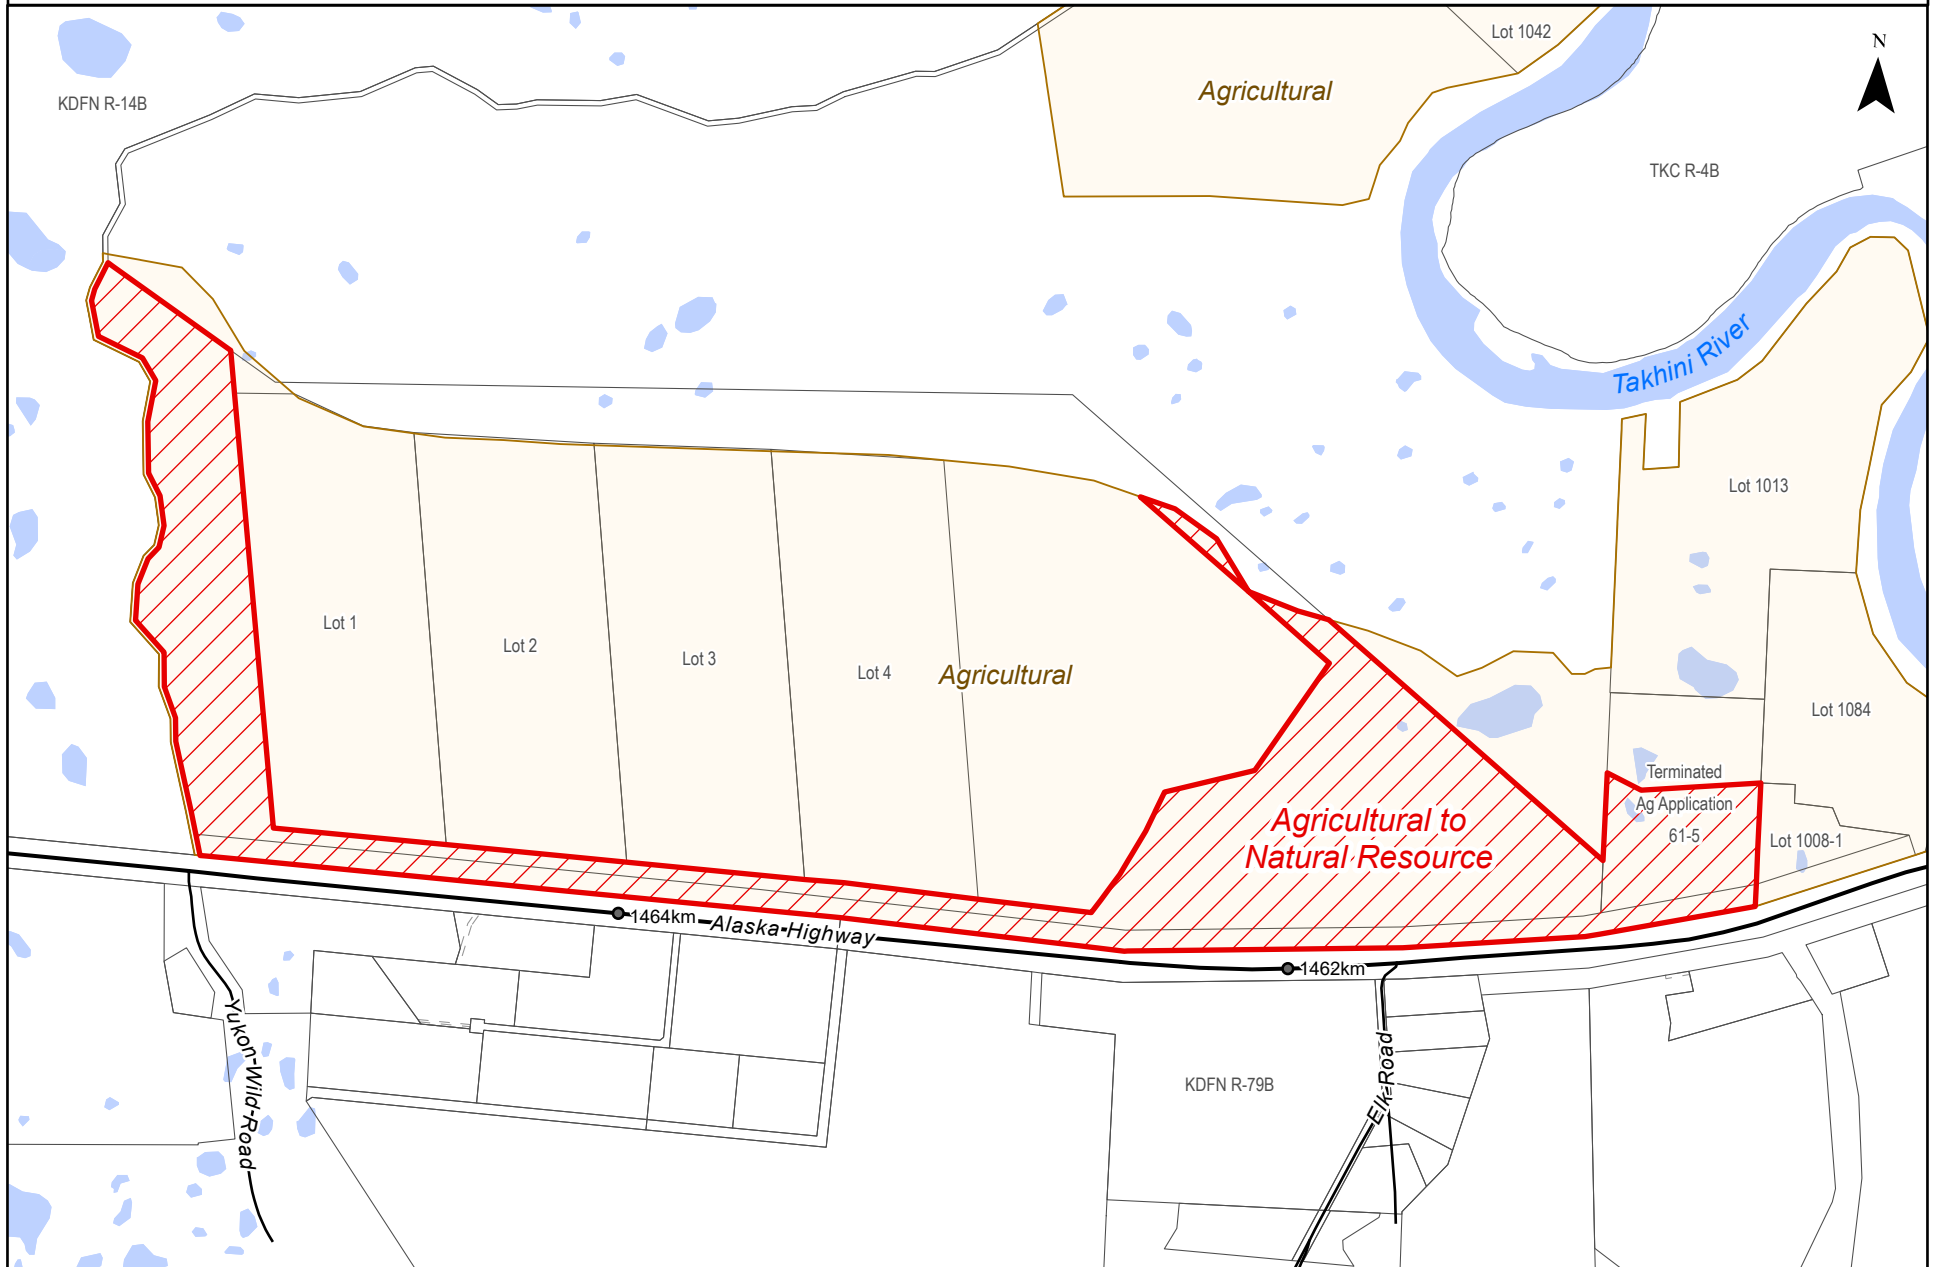 Lot 1042
N
Agricultural
KDFN R-14B
TKC R-4B
Takhini River
Lot 1013
Lot 1
Lot 2
Lot 3
Lot 4
Agricultural
Lot 1084
Terminated
Ag Application
61-5
Lot 1008-1
Agricultural to
Natural Resource
1464km
Alaska Highway
1462km
Yukon Wild Road
Elk Road
KDFN R-79B